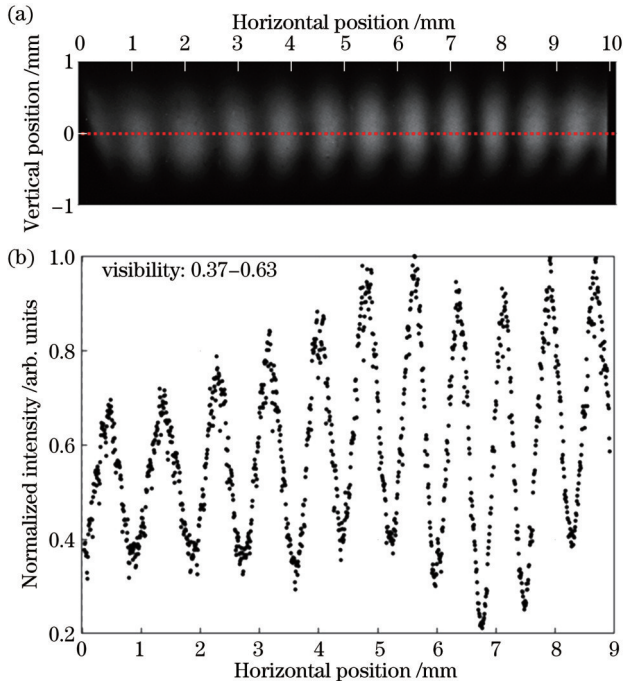 (a)
Horizontal position /mm
0 1 2 3 4 5 6 7 8 9 10
Vertical position /mm
1
0
−1
(b)
Normalized intensity /arb. units
1.0
0.8
0.6
0.4
0.2
visibility: 0.37−0.63
0 1 2 3 4 5 6 7 8 9
Horizontal position /mm